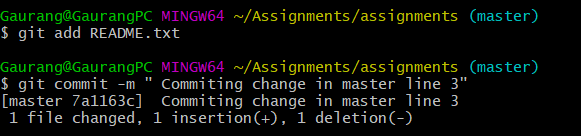 Gaurang@GaurangPC MINGW64 ~/Assignments/assignments (master)
$ git add README.txt
Gaurang@GaurangPC MINGW64 ~/Assignments/assignments (master)
$ git commit -m " Commiting change in master line 3"
[master 7a1163c]  Commiting change in master line 3
 1 file changed, 1 insertion(+), 1 deletion(-)